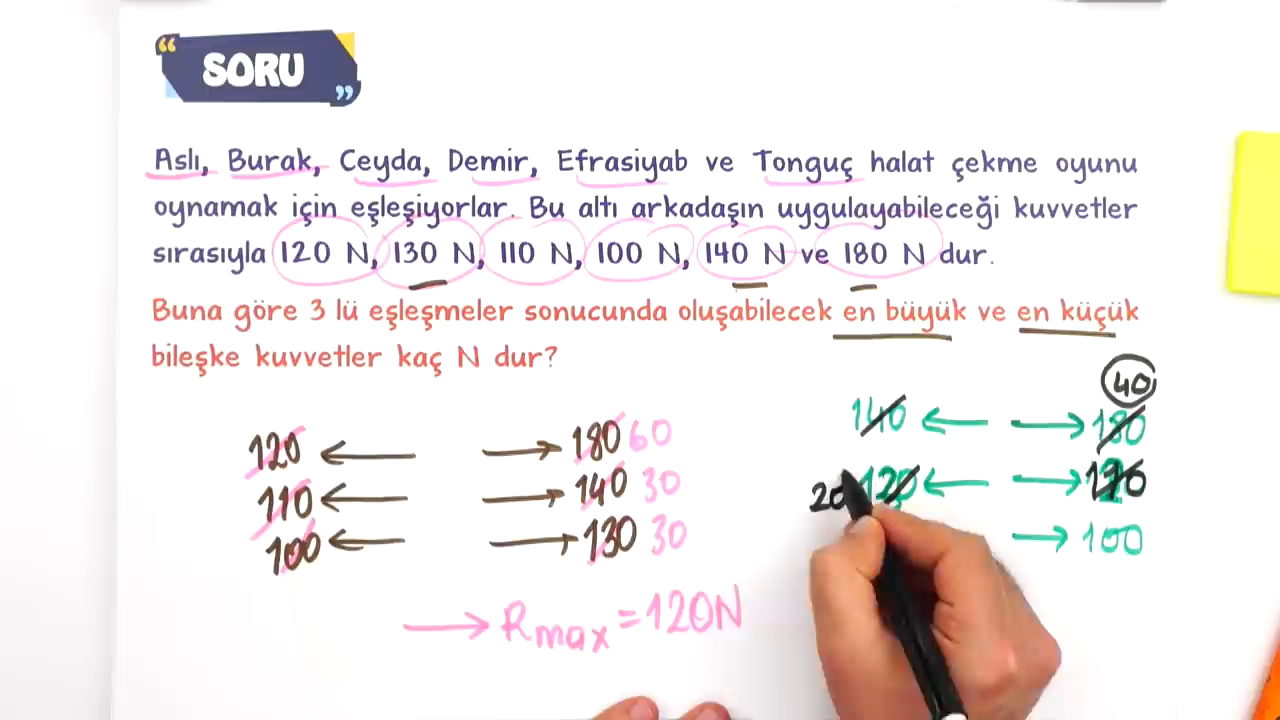 “ SORU ”
Aslı, Burak, Ceyda, Demir, Efrasiyab ve Tonguç halat çekme oyunu
oynamak için eşleşiyorlar. Bu altı arkadaşın uygulayabileceği kuvvetler
sırasıyla 120 N, 130 N, 110 N, 100 N, 140 N ve 180 N dur.
Buna göre 3 lü eşleşmeler sonucunda oluşabilecek en büyük ve en küçük
bileşke kuvvetler kaç N dur?
40
120 ← → 180 60
140 ← → 180
110 ← → 140 30
20 120 ← →
100 ← → 130 30
→ 100
→ Rmax = 120N